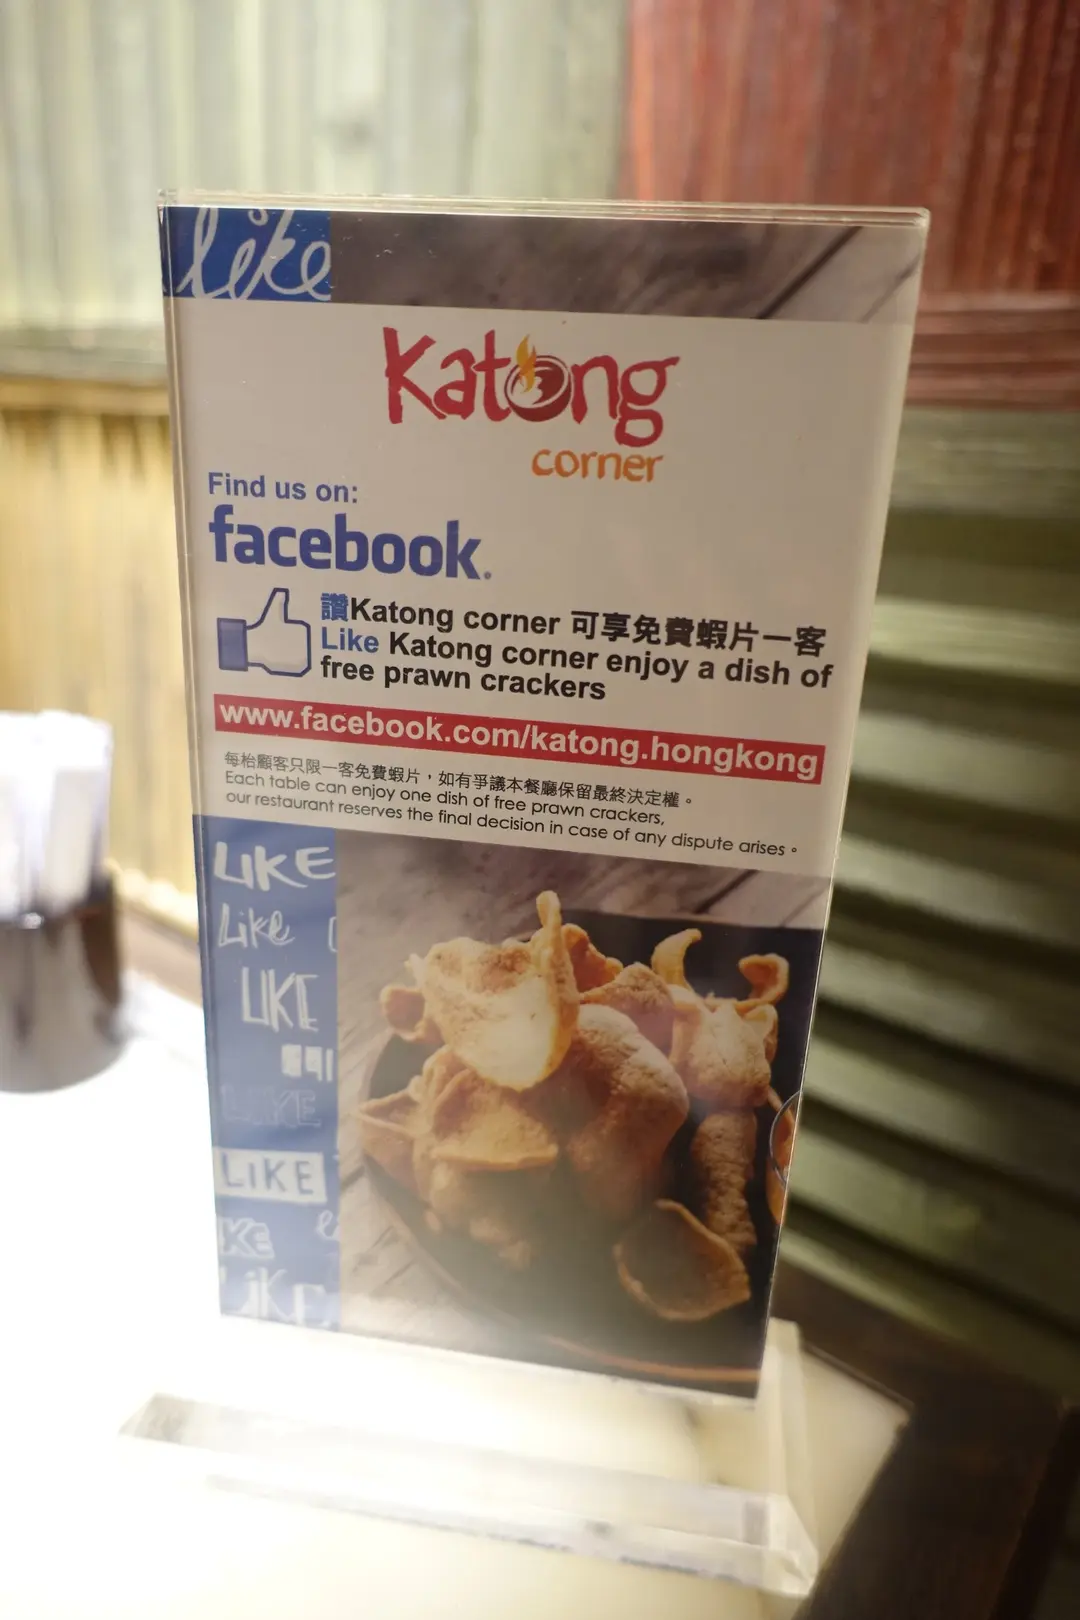 like
Katong
corner
Find us on:
facebook.
讚Katong corner 可享免費蝦片一客
Like Katong corner enjoy a dish of
free prawn crackers
www.facebook.com/katong.hongkong
每枱顧客只限一客免費蝦片，如有爭議本餐廳保留最終決定權。
Each table can enjoy one dish of free prawn crackers,
our restaurant reserves the final decision in case of any dispute arises。
LIKE
Like
LIKE
LIKE
LIKE
KE
LIKE